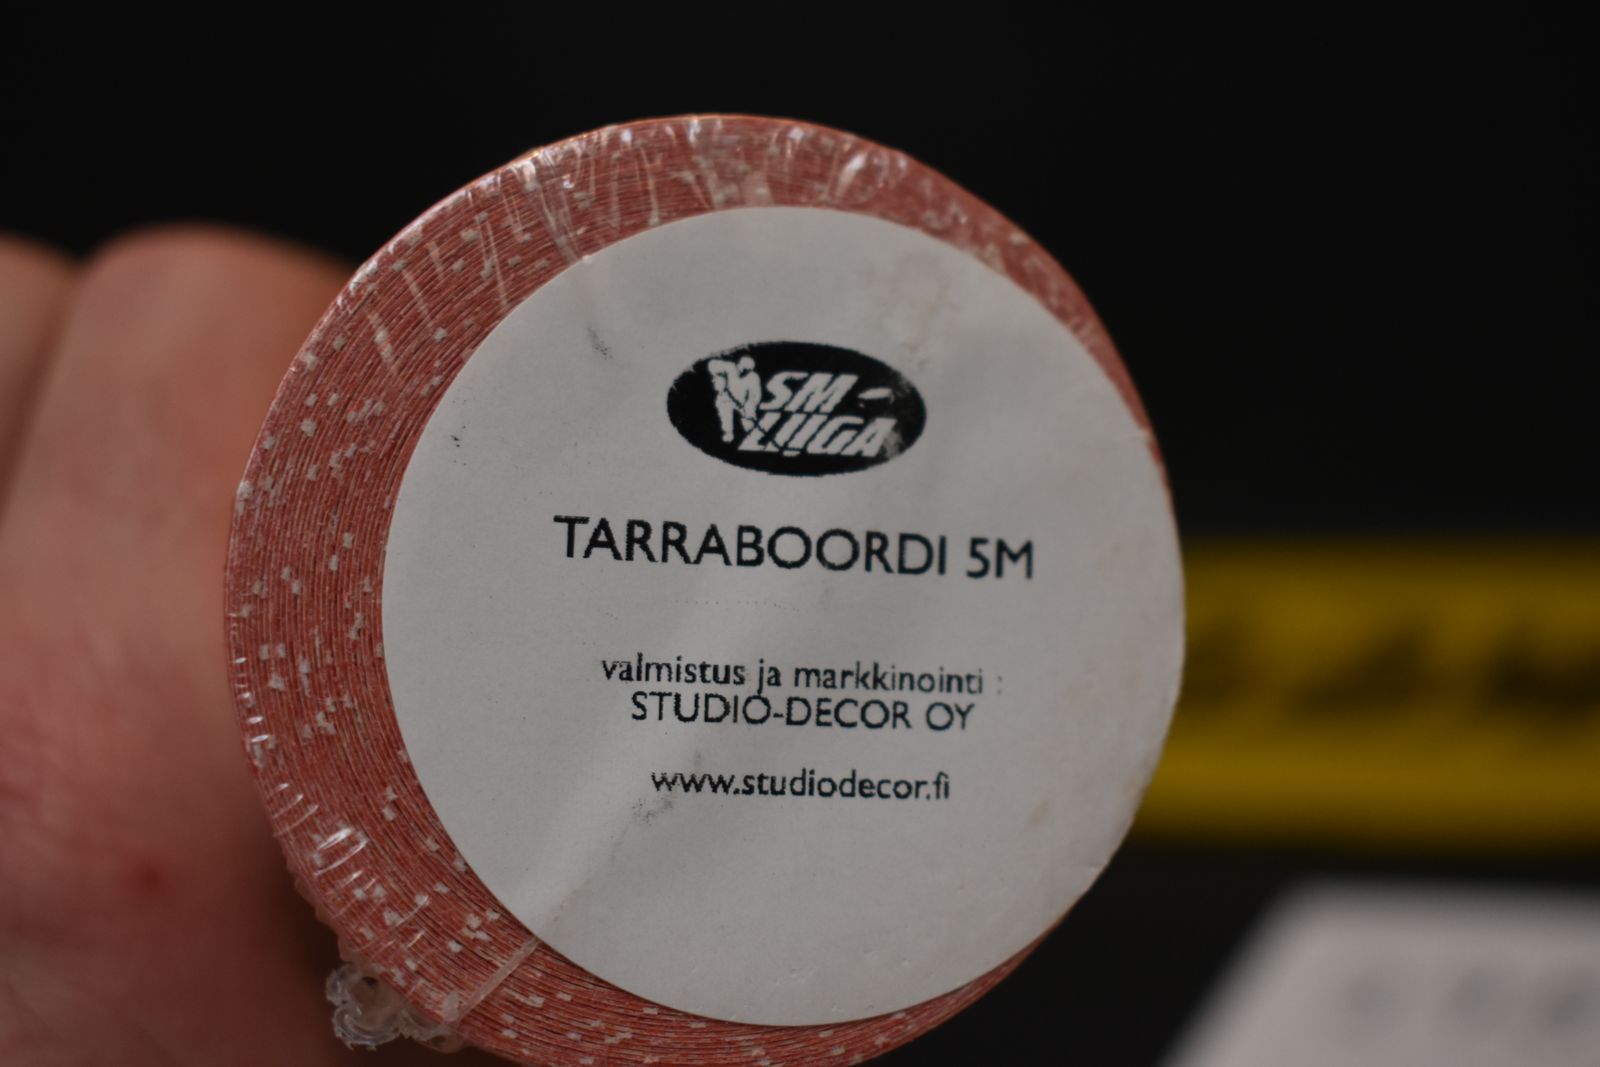 SM-
LIIGA
TARRABOORDI 5M
valmistus ja markkinointi :
STUDIO-DECOR OY
www.studiodecor.fi